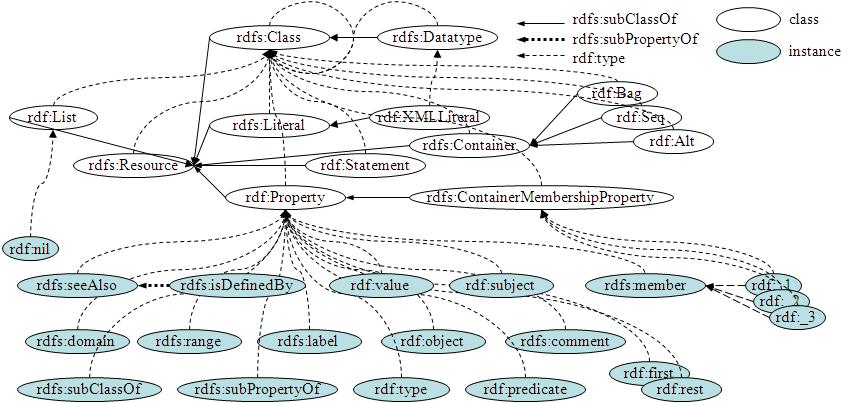 rdfs:subClassOf
rdfs:subPropertyOf
rdf:type
class
instance
rdfs:Class
rdfs:Datatype
rdf:List
rdfs:Literal
rdf:XMLLiteral
rdf:Bag
rdf:Seq
rdf:Alt
rdfs:Container
rdfs:Resource
rdf:Statement
rdf:Property
rdfs:ContainerMembershipProperty
rdf:nil
rdfs:seeAlso
rdfs:isDefinedBy
rdf:value
rdf:subject
rdfs:member
rdf:_1
rdf:_2
rdf:_3
rdfs:domain
rdfs:range
rdfs:label
rdf:object
rdfs:comment
rdf:first
rdf:rest
rdfs:subClassOf
rdfs:subPropertyOf
rdf:type
rdf:predicate